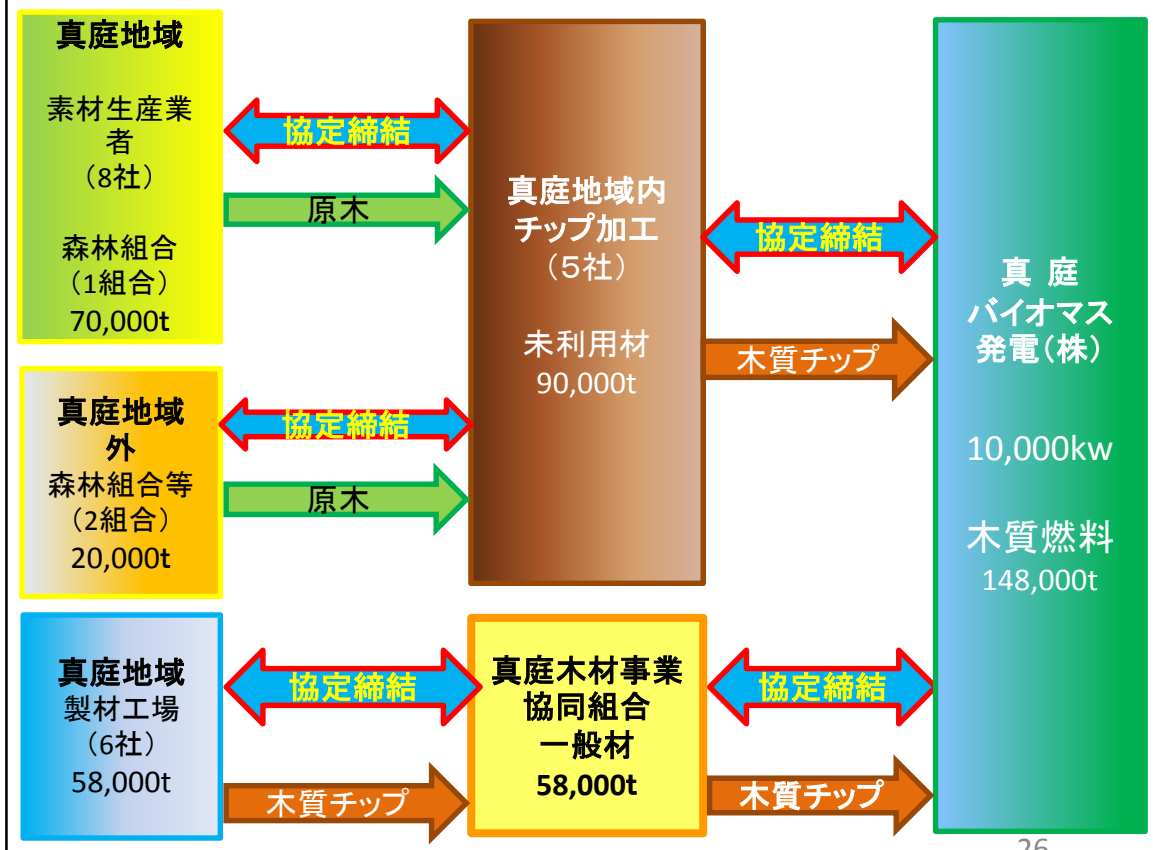 真庭地域
素材生産業
者
（8社）
森林組合
（1組合）
70,000t
協定締結
原木
真庭地域
外
森林組合等
（2組合）
20,000t
協定締結
原木
真庭地域内
チップ加工
（５社）
未利用材
90,000t
協定締結
木質チップ
真庭地域
製材工場
（6社）
58,000t
協定締結
木質チップ
真庭木材事業
協同組合
一般材
58,000t
協定締結
木質チップ
真 庭
バイオマス
発電（株）
10,000kw
木質燃料
148,000t
26